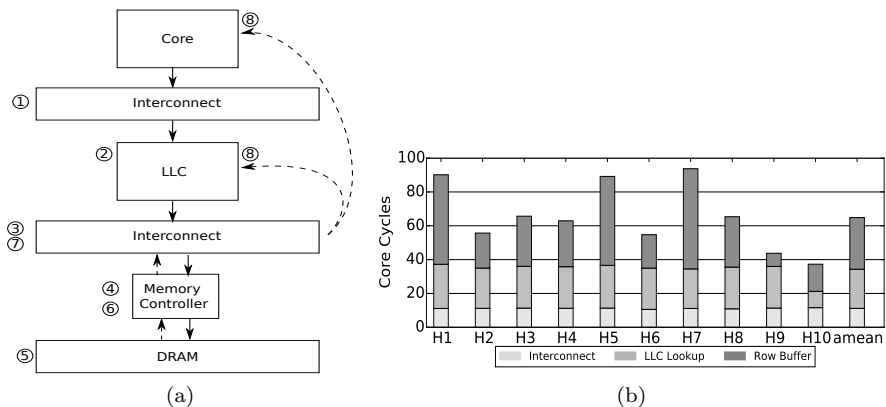 ⑧
Core
① Interconnect
② ⑧
LLC
③
⑦
Interconnect
④
⑥
Memory
Controller
⑤ DRAM
(a)
Core Cycles
100
80
60
40
20
0
H1 H2 H3 H4 H5 H6 H7 H8 H9 H10 amean
Interconnect LLC Lookup Row Buffer
(b)